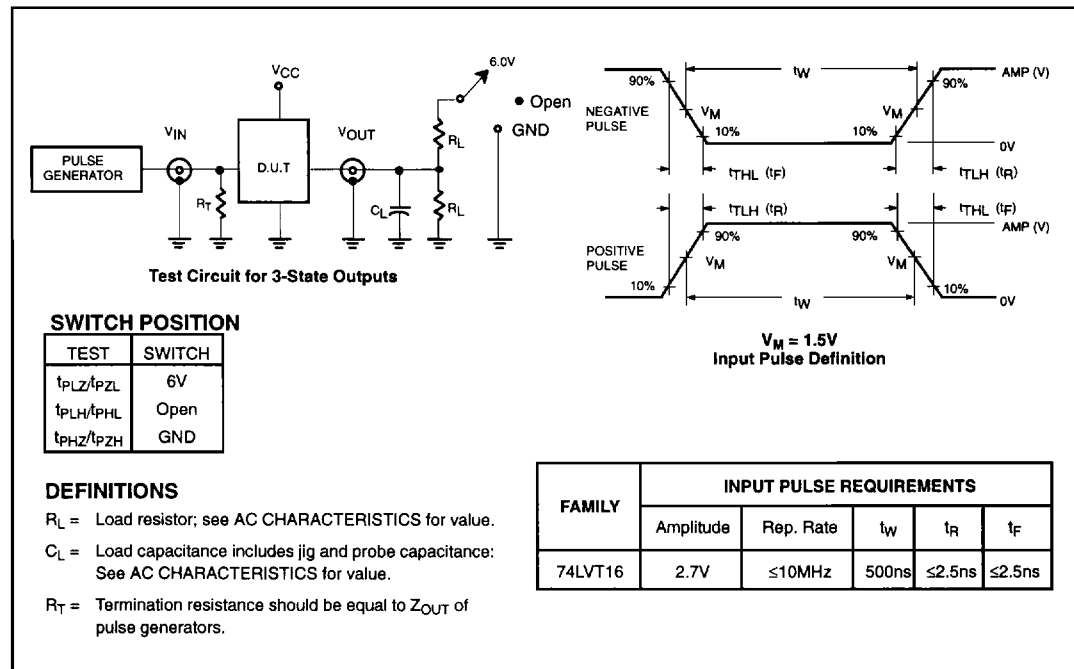 6.0V
VCC
Open
GND
VIN
VOUT
RL
PULSE
GENERATOR
D.U.T
RT
CL
RL
Test Circuit for 3-State Outputs
90%
tW
90%
AMP (V)
NEGATIVE
PULSE
VM
VM
10%
10%
0V
tTHL (tF)
tTLH (tR)
tTLH (tR)
tTHL (tF)
AMP (V)
90%
90%
POSITIVE
PULSE
VM
VM
10%
10%
tW
0V
VM = 1.5V
Input Pulse Definition
SWITCH POSITION
TEST SWITCH
tPLZ/tPZL 6V
tPLH/tPHL Open
tPHZ/tPZH GND
DEFINITIONS
RL = Load resistor; see AC CHARACTERISTICS for value.
CL = Load capacitance includes jig and probe capacitance:
See AC CHARACTERISTICS for value.
RT = Termination resistance should be equal to ZOUT of
pulse generators.
FAMILY INPUT PULSE REQUIREMENTS
Amplitude Rep. Rate tW tR tF
74LVT16 2.7V ≤10MHz 500ns ≤2.5ns ≤2.5ns